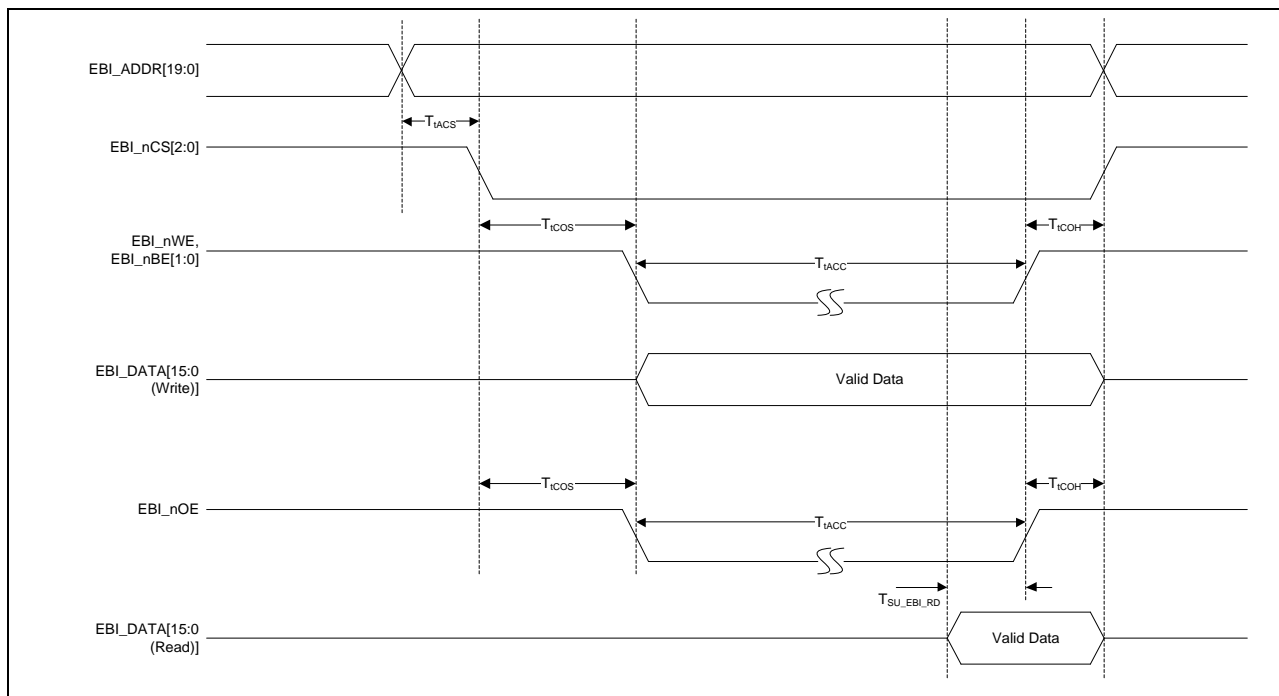 EBI_ADDR[19:0]
TtACS
EBI_nCS[2:0]
TtCOS
TtCOH
EBI_nWE,
EBI_nBE[1:0]
TtACC
EBI_DATA[15:0
(Write)]
Valid Data
TtCOS
TtCOH
EBI_nOE
TtACC
TSU_EBI_RD
EBI_DATA[15:0
(Read)]
Valid Data